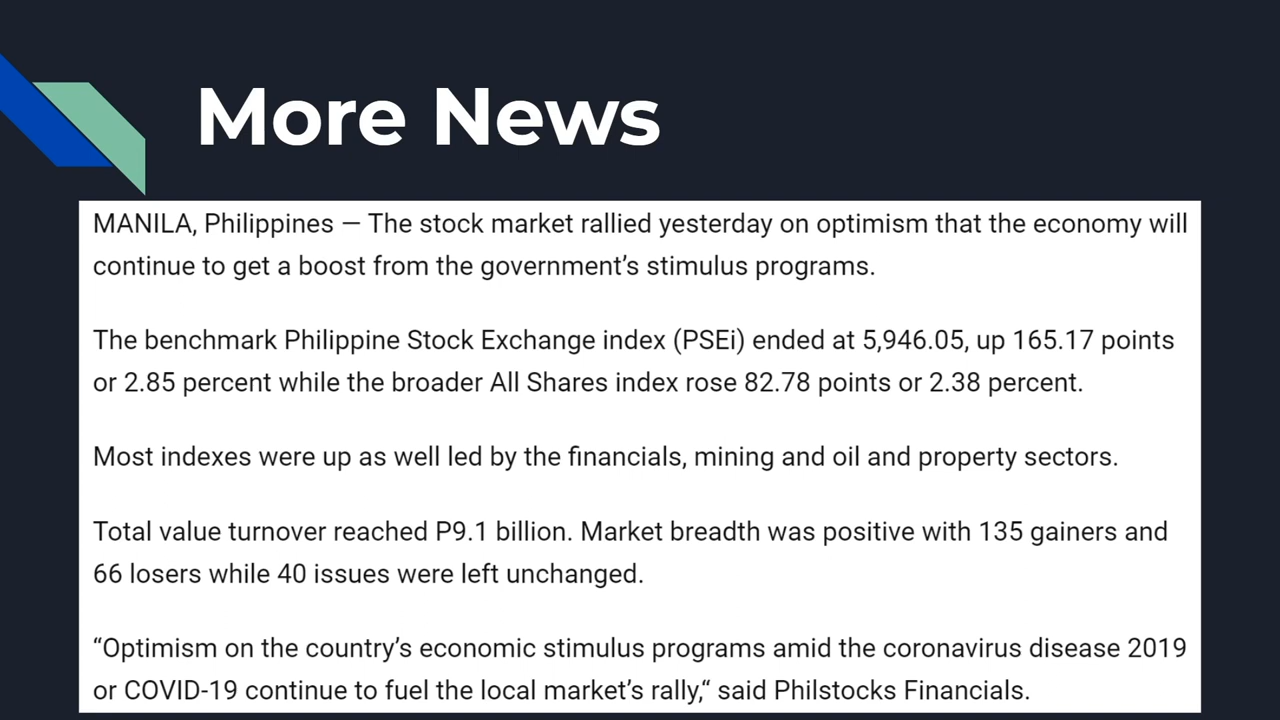 More News
MANILA, Philippines — The stock market rallied yesterday on optimism that the economy will
continue to get a boost from the government’s stimulus programs.
The benchmark Philippine Stock Exchange index (PSEi) ended at 5,946.05, up 165.17 points
or 2.85 percent while the broader All Shares index rose 82.78 points or 2.38 percent.
Most indexes were up as well led by the financials, mining and oil and property sectors.
Total value turnover reached P9.1 billion. Market breadth was positive with 135 gainers and
66 losers while 40 issues were left unchanged.
“Optimism on the country’s economic stimulus programs amid the coronavirus disease 2019
or COVID-19 continue to fuel the local market’s rally,“ said Philstocks Financials.